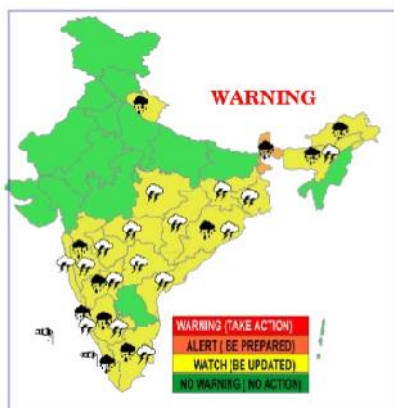 WARNING
WARNING (TAKE ACTION)
ALERT ( BE PREPARED)
WATCH (BE UPDATED)
NO WARNING ( NO ACTION)